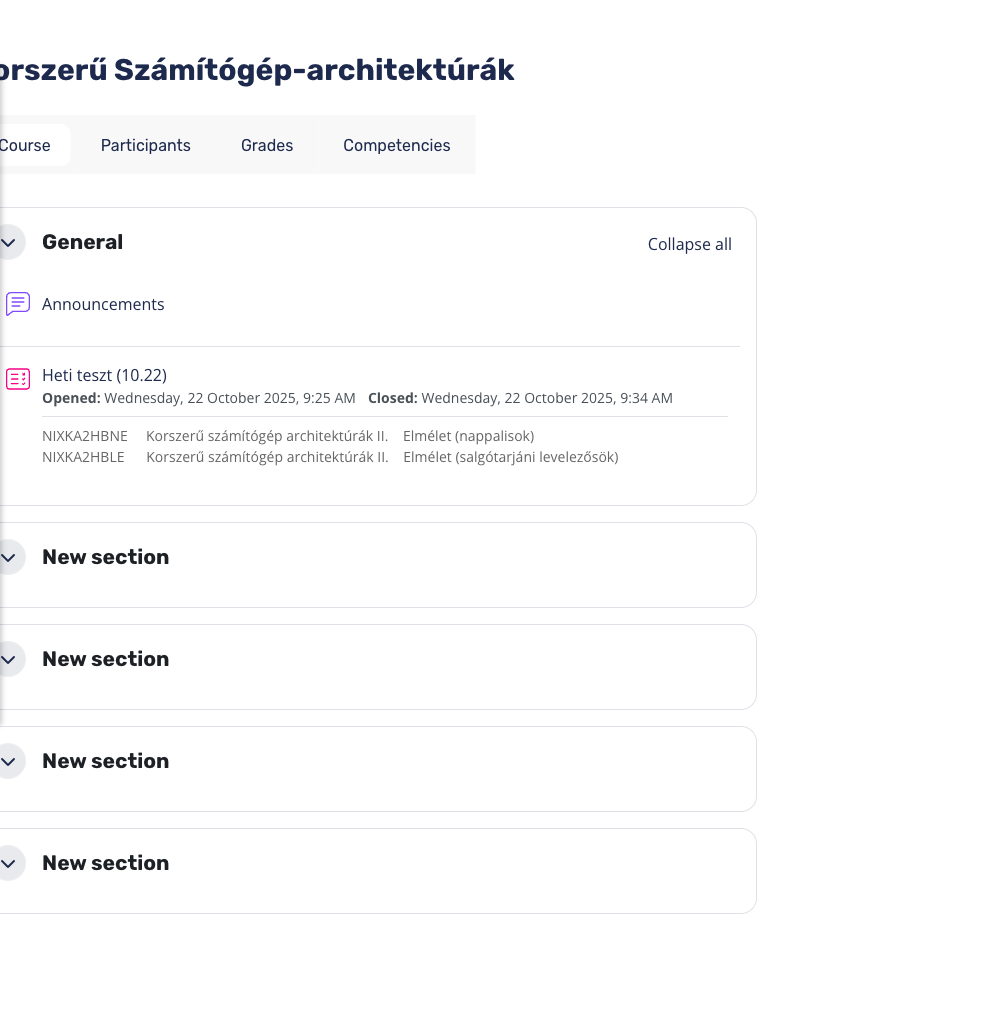 orszerű Számítógép-architektúrák
Course Participants Grades Competencies
General Collapse all
Announcements
Heti teszt (10.22)
Opened: Wednesday, 22 October 2025, 9:25 AM Closed: Wednesday, 22 October 2025, 9:34 AM
NIXKA2HBNE Korszerű számítógép architektúrák II. Elmélet (nappalisok)
NIXKA2HBLE Korszerű számítógép architektúrák II. Elmélet (salgótarjáni levelezősök)
New section
New section
New section
New section